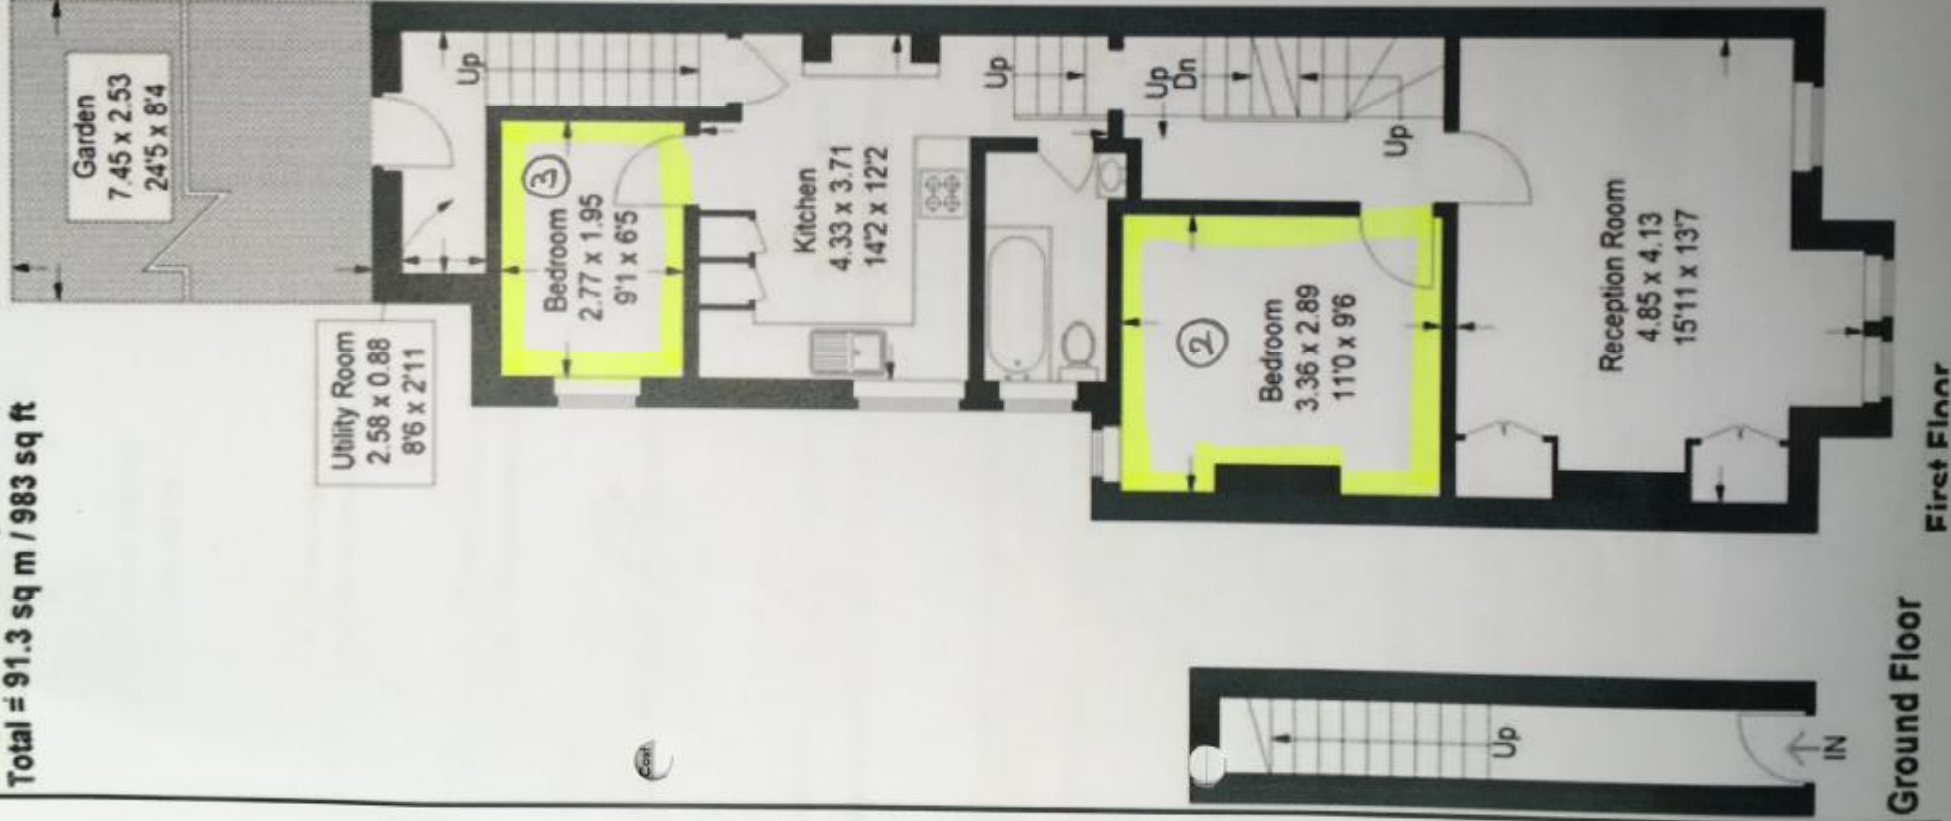 Total = 91.3 sq m / 983 sq ft
Garden
7.45 x 2.53
24'5 x 8'4
Utility Room
2.58 x 0.88
8'6 x 2'11
Up
3
Bedroom
2.77 x 1.95
9'1 x 6'5
Kitchen
4.33 x 3.71
14'2 x 12'2
Up
Up
Dn
Up
2
Bedroom
3.36 x 2.89
11'0 x 9'6
Reception Room
4.85 x 4.13
15'11 x 13'7
First Floor
Cost
Up
IN
Ground Floor